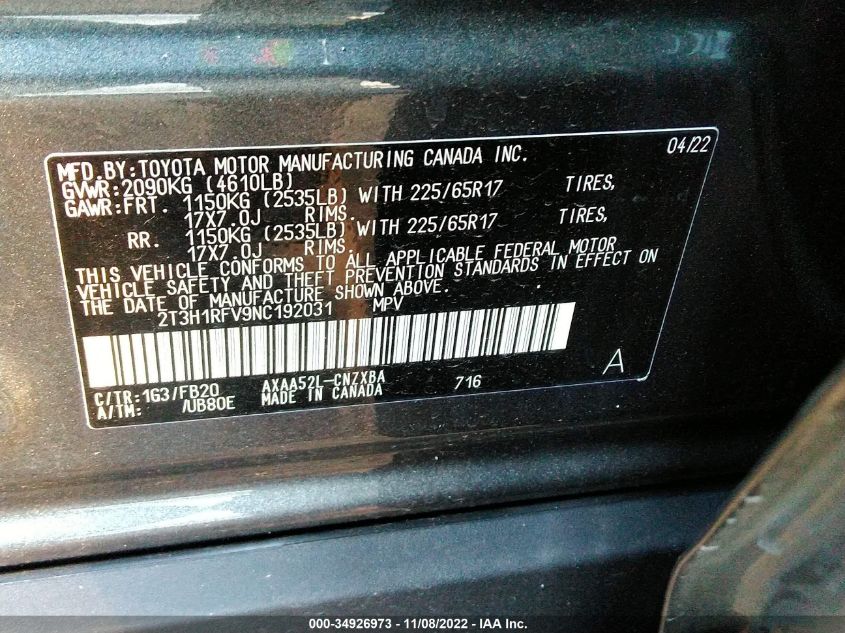 MFD. BY: TOYOTA MOTOR MANUFACTURING CANADA INC. 04/22
GVWR: 2090KG (4610LB)
GAWR: FRT. 1150KG (2535LB) WITH 225/65R17 TIRES,
17X7.0J RIMS.
RR. 1150KG (2535LB) WITH 225/65R17 TIRES,
17X7.0J RIMS.
THIS VEHICLE CONFORMS TO ALL APPLICABLE FEDERAL MOTOR
VEHICLE SAFETY AND THEFT PREVENTION STANDARDS IN EFFECT ON
THE DATE OF MANUFACTURE SHOWN ABOVE.
2T3H1RFV9NC192031 MPV
A
C/TR: 1G3/FB20 AXAA52L-CNZXBA 716
A/TM: /UB80E MADE IN CANADA
000-34926973 - 11/08/2022 - IAA Inc.